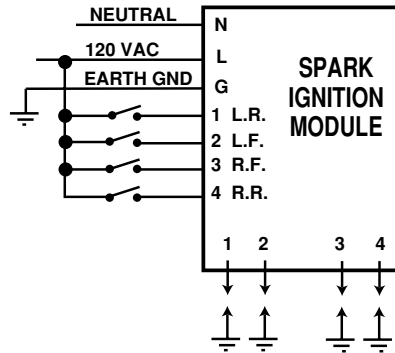 NEUTRAL
N
120 VAC
L
EARTH GND
G
SPARK
IGNITION
MODULE
1 L.R.
2 L.F.
3 R.F.
4 R.R.
1 2 3 4